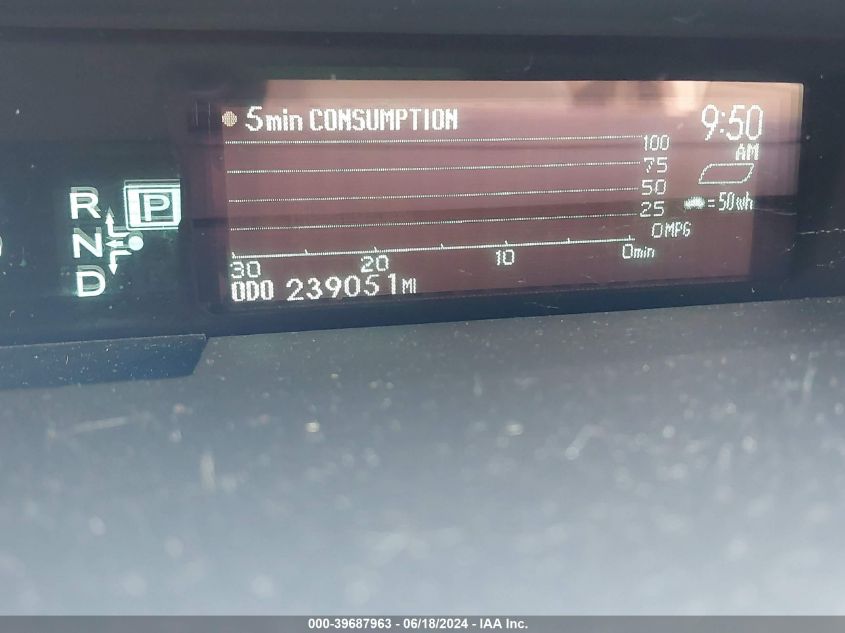 5min CONSUMPTION
9:50
AM
100
75
50
25
0MPG
= 50wh
30 20 10 0min
ODO 239051MI
R
P
N
D
000-39687963 - 06/18/2024 - IAA Inc.